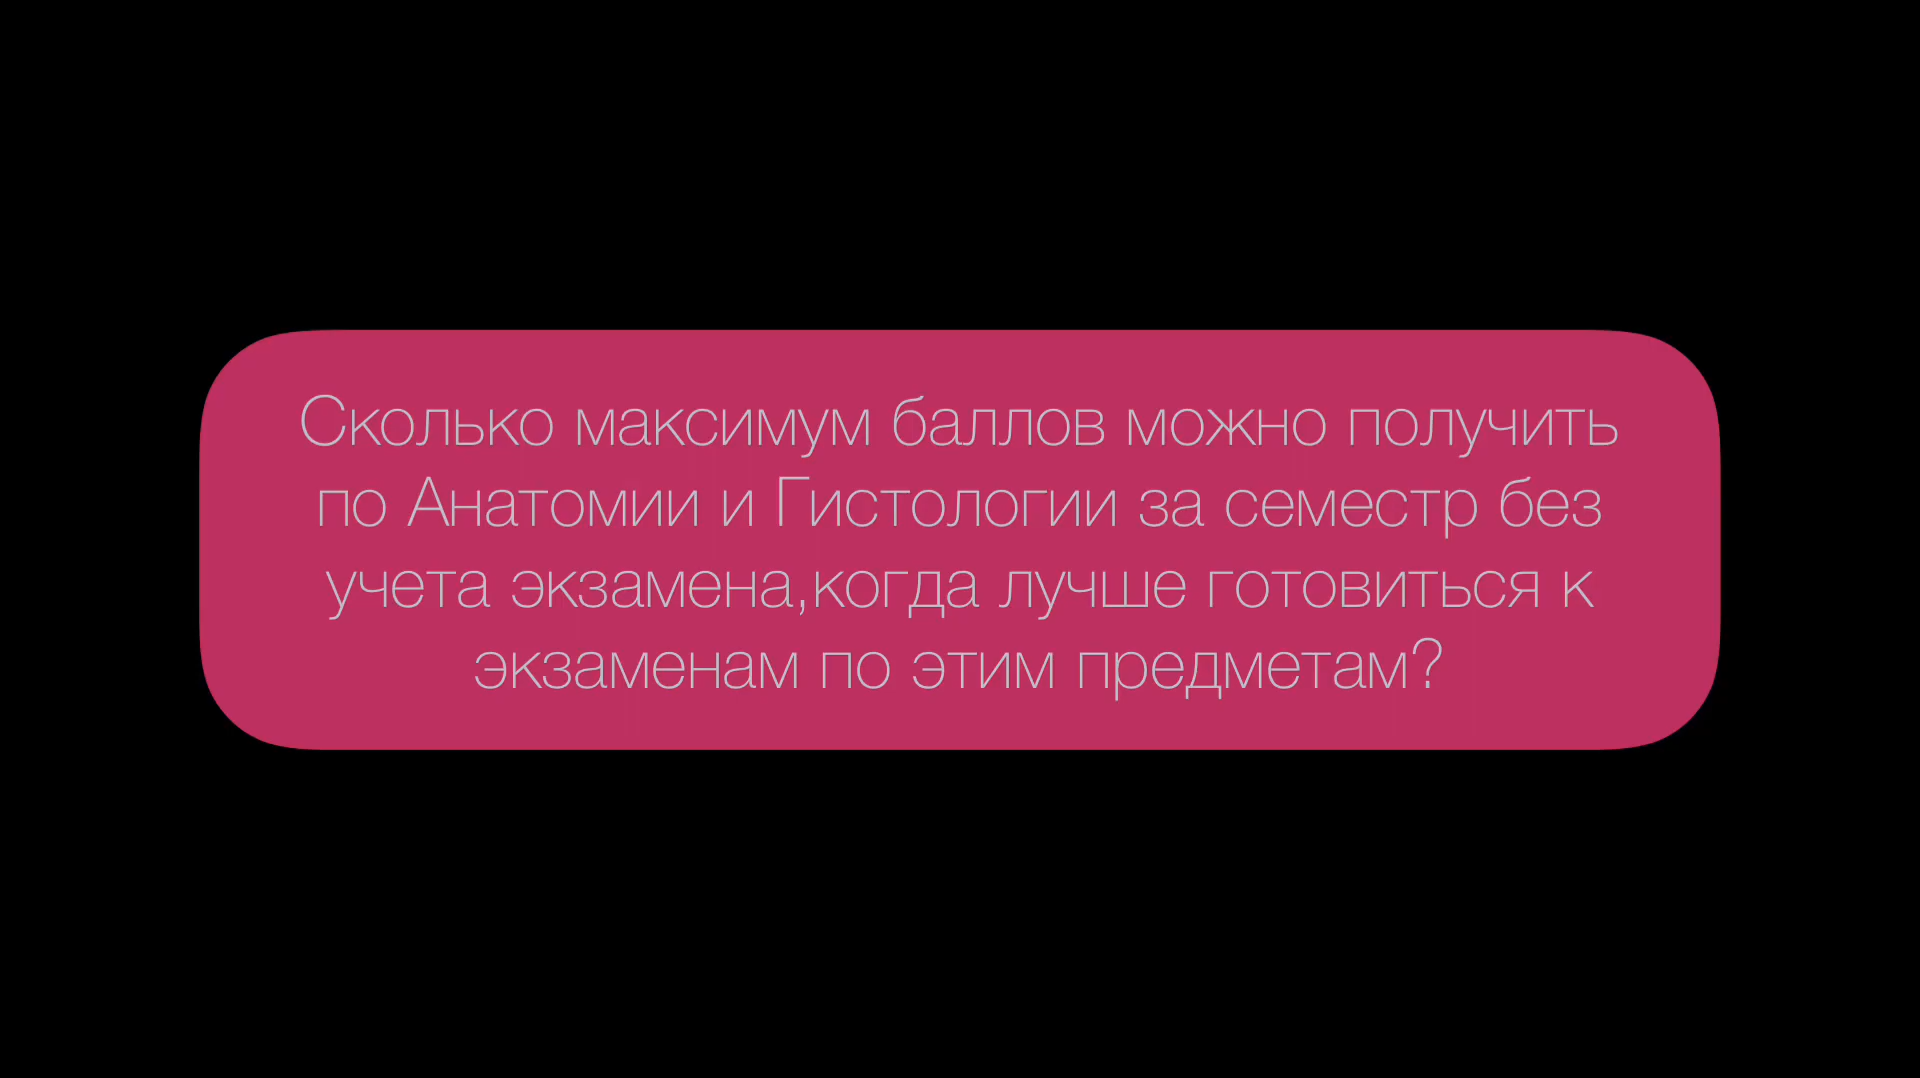 Сколько максимум баллов можно получить
по Анатомии и Гистологии за семестр без
учета экзамена,когда лучше готовиться к
экзаменам по этим предметам?